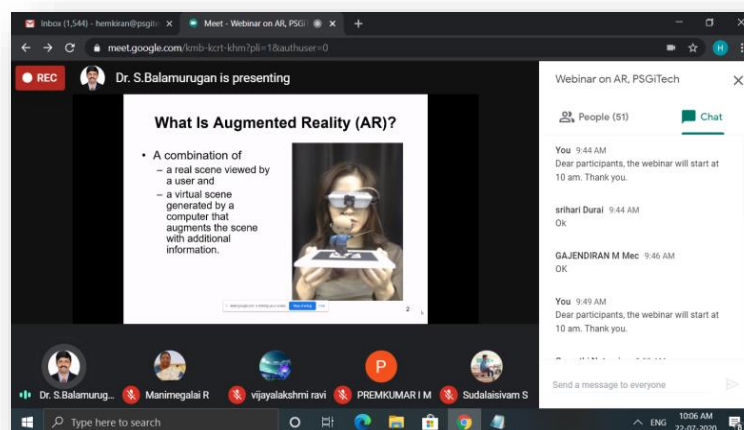 Inbox (1,544) - hemkiran@psgit
Meet - Webinar on AR, PSGi
meet.google.com/kmb-kcrt-khm?pli=1&authuser=0
H
REC
Dr. S.Balamurugan is presenting
What Is Augmented Reality (AR)?
• A combination of
– a real scene viewed by
a user and
– a virtual scene
generated by a
computer that
augments the scene
with additional
information.
2
Dr. S.Balamurug...
Manimegalai R
vijayalakshmi ravi
P
PREMKUMAR I M
Sudalaisivam S
Webinar on AR, PSGiTech
People (51)
Chat
You 9:44 AM
Dear participants, the webinar will start at
10 am. Thank you.
srihari Durai 9:44 AM
Ok
GAJENDIRAN M Mec 9:46 AM
OK
You 9:49 AM
Dear participants, the webinar will start at
10 am. Thank you.
Send a message to everyone
Type here to search
ENG
10:06 AM
22-07-2020